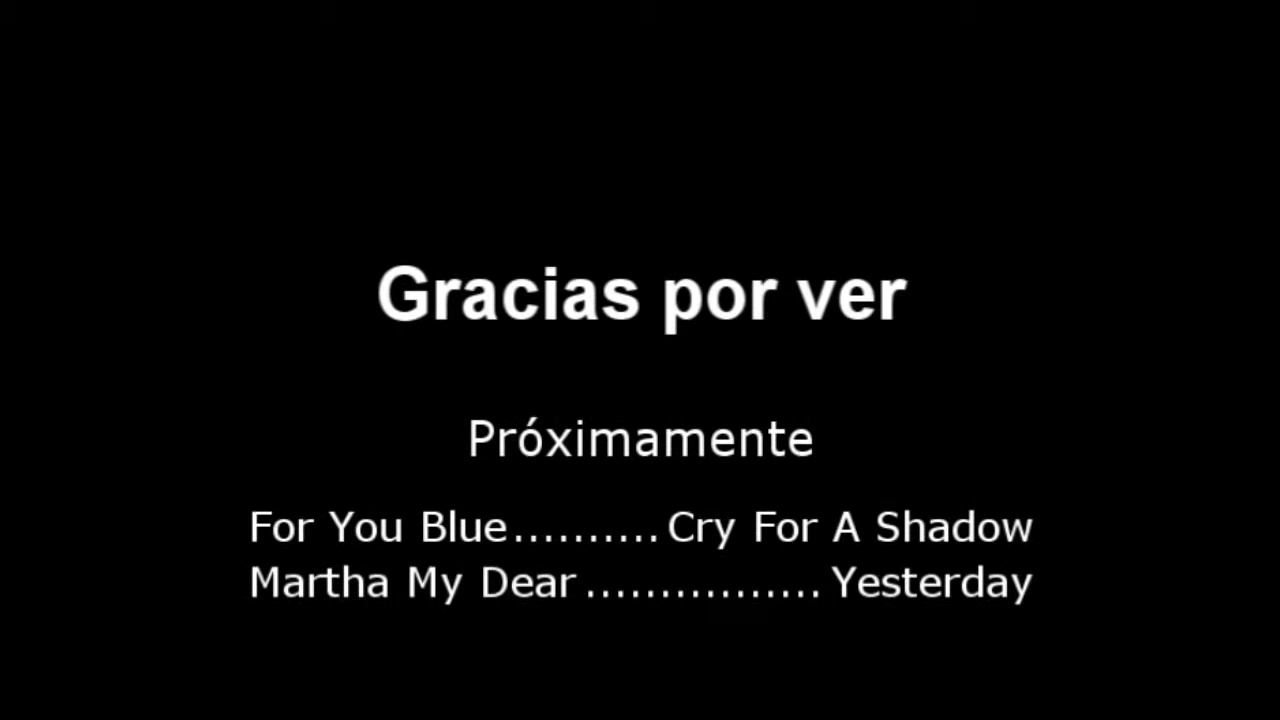 Gracias por ver
Próximamente
For You Blue..........Cry For A Shadow
Martha My Dear................Yesterday